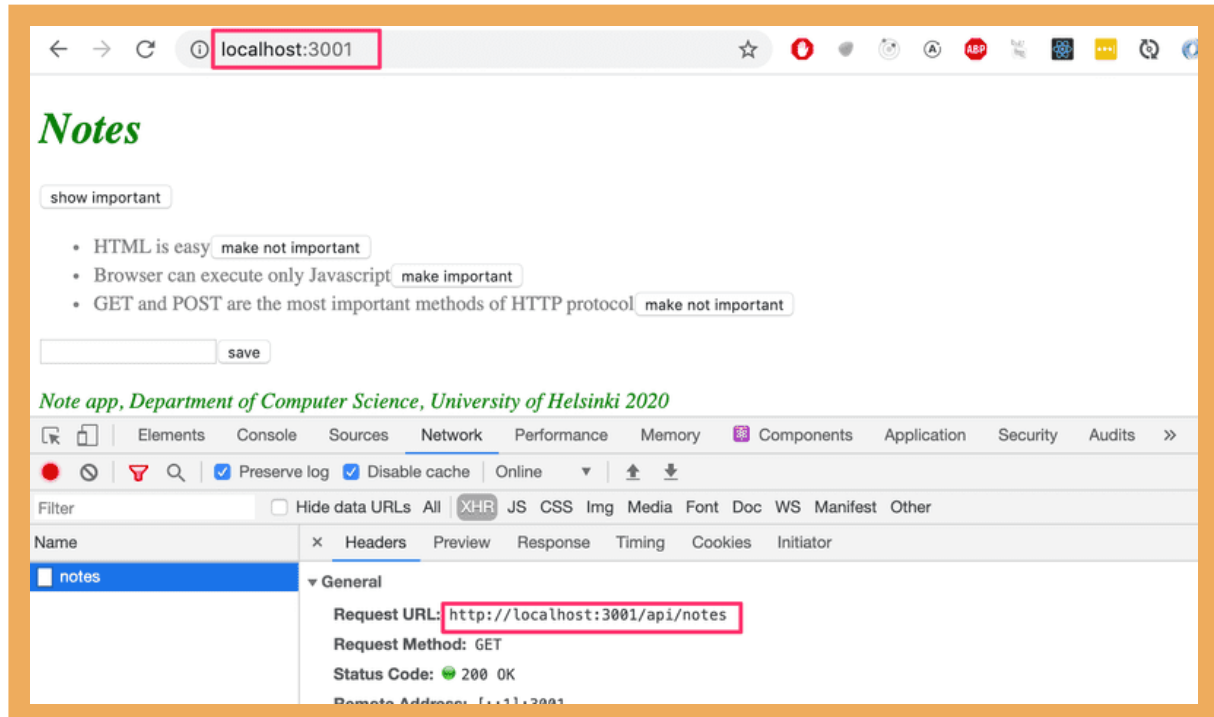 localhost:3001
ABP
Notes
show important
• HTML is easy make not important
• Browser can execute only Javascript make important
• GET and POST are the most important methods of HTTP protocol make not important
save
Note app, Department of Computer Science, University of Helsinki 2020
Elements Console Sources Network Performance Memory Components Application Security Audits »
Preserve log Disable cache Online
Filter Hide data URLs All XHR JS CSS Img Media Font Doc WS Manifest Other
Name × Headers Preview Response Timing Cookies Initiator
notes
General
Request URL: http://localhost:3001/api/notes
Request Method: GET
Status Code: 200 OK
Remote Address: [::1]:3001